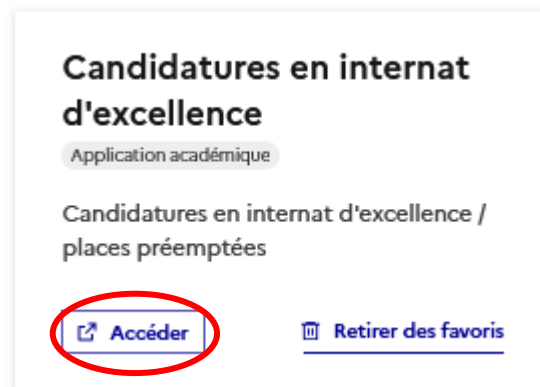 Candidatures en internat
d'excellence
Application académique
Candidatures en internat d'excellence /
places préemptées
Accéder
Retirer des favoris